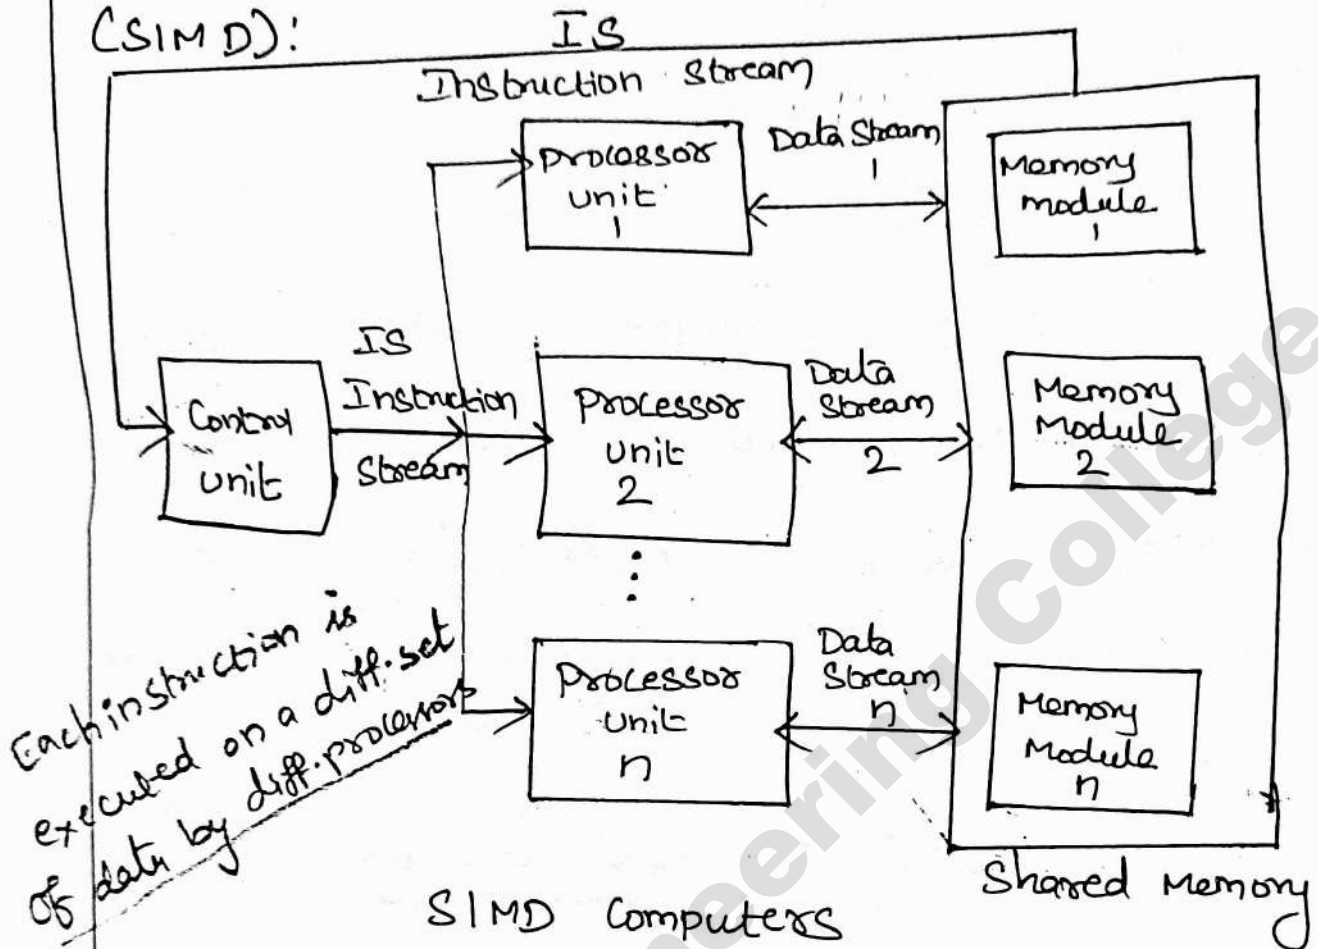 (SIMD):
IS
Instruction Stream
Processor
unit
1
Data Stream
1
Memory
module
1
Control
unit
IS
Instruction
Stream
Processor
unit
2
Data
Stream
2
Memory
Module
2
Processor
unit
n
Data
Stream
n
Memory
Module
n
Each instruction is
executed on a diff. set
of data by diff. processors
Shared Memory
SIMD Computers
neering College